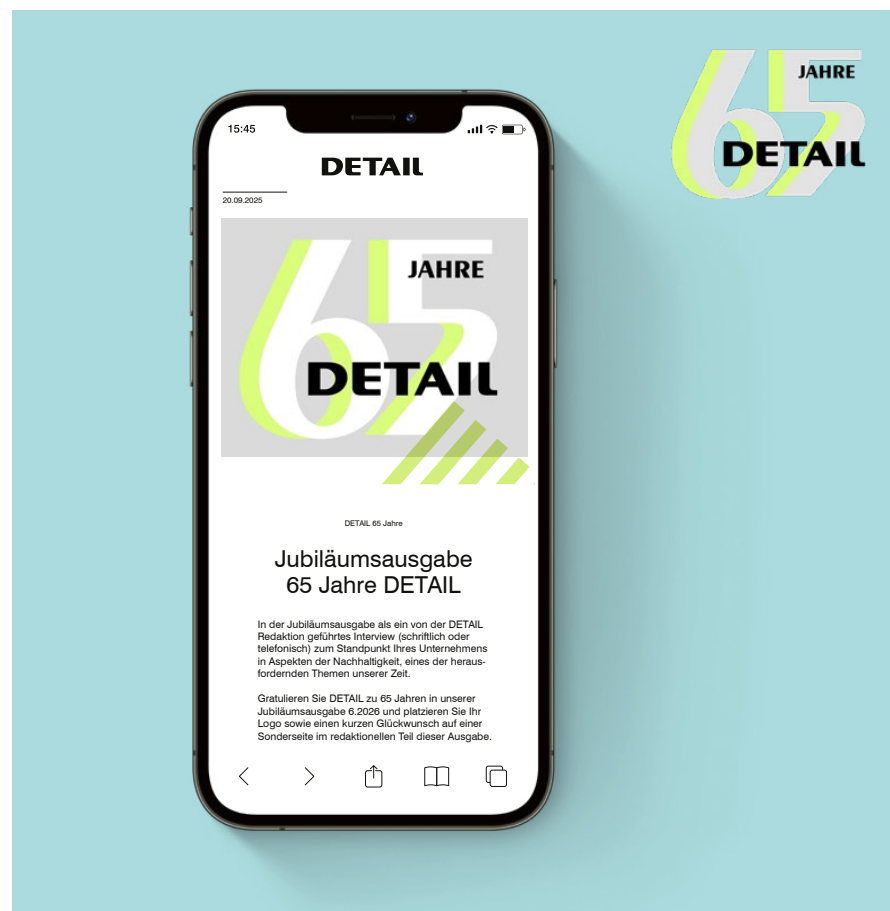 65
JAHRE
DETAIL
15:45
DETAIL
20.09.2025
65
JAHRE
DETAIL
DETAIL 65 Jahre
Jubiläumsausgabe
65 Jahre DETAIL
In der Jubiläumsausgabe als ein von der DETAIL
Redaktion geführtes Interview (schriftlich oder
telefonisch) zum Standpunkt Ihres Unternehmens
in Aspekten der Nachhaltigkeit, eines der heraus-
fordernden Themen unserer Zeit.
Gratulieren Sie DETAIL zu 65 Jahren in unserer
Jubiläumsausgabe 6.2026 und platzieren Sie Ihr
Logo sowie einen kurzen Glückwunsch auf einer
Sonderseite im redaktionellen Teil dieser Ausgabe.